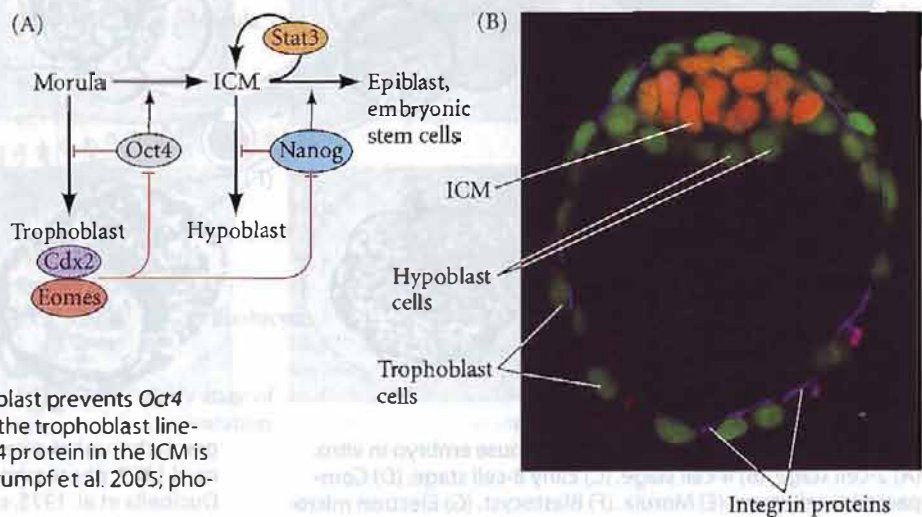 (A)
Stat3
Morula
ICM
Epiblast,
embryonic
stem cells
Oct4
Nanog
Trophoblast
Hypoblast
Cdx2
Eomes
blast prevents Oct4
the trophoblast line-
4 protein in the ICM is
rumpf et al. 2005; pho-
(B)
ICM
Hypoblast
cells
Trophoblast
cells
Integrin proteins